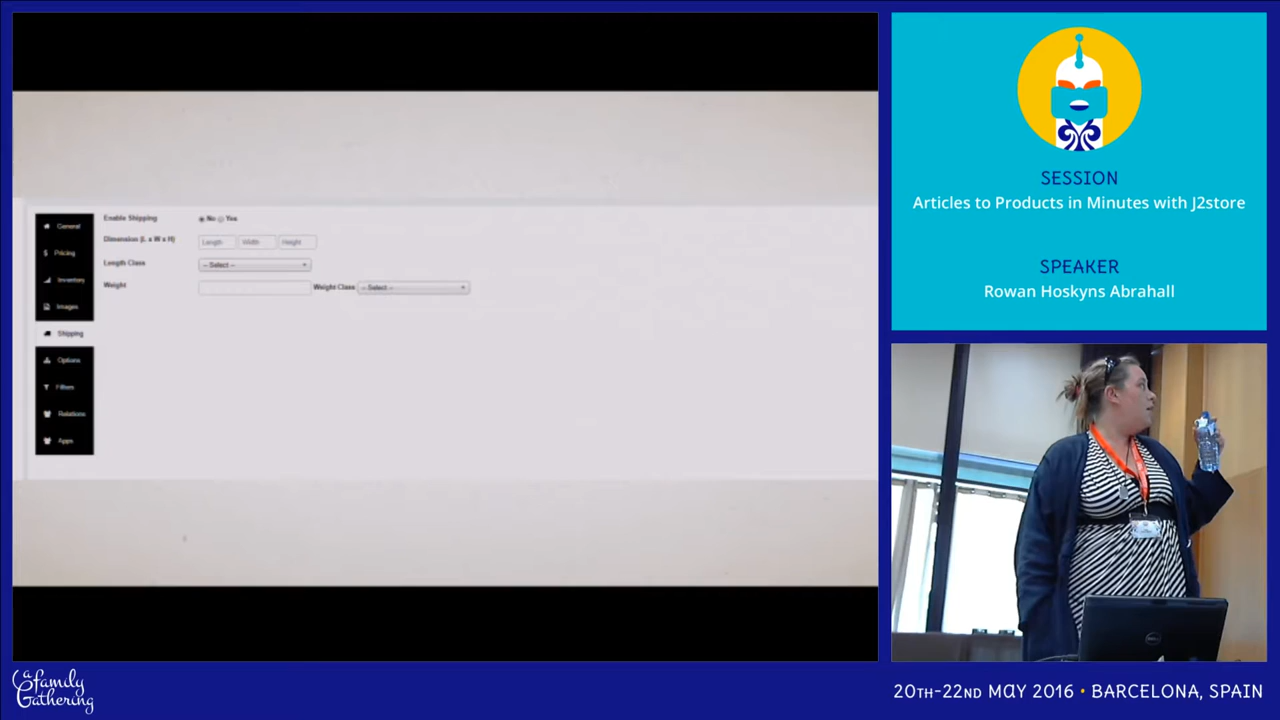 General
Pricing
Inventory
Images
Shipping
Options
Filters
Relations
Apps
Enable Shipping No Yes
Dimension (L x W x H) Length Width Height
Length Class -- Select --
Weight Weight Class -- Select --
SESSION
Articles to Products in Minutes with J2store
SPEAKER
Rowan Hoskyns Abrahall
DELL
a family
Gathering
20TH-22ND MAY 2016 • BARCELONA, SPAIN